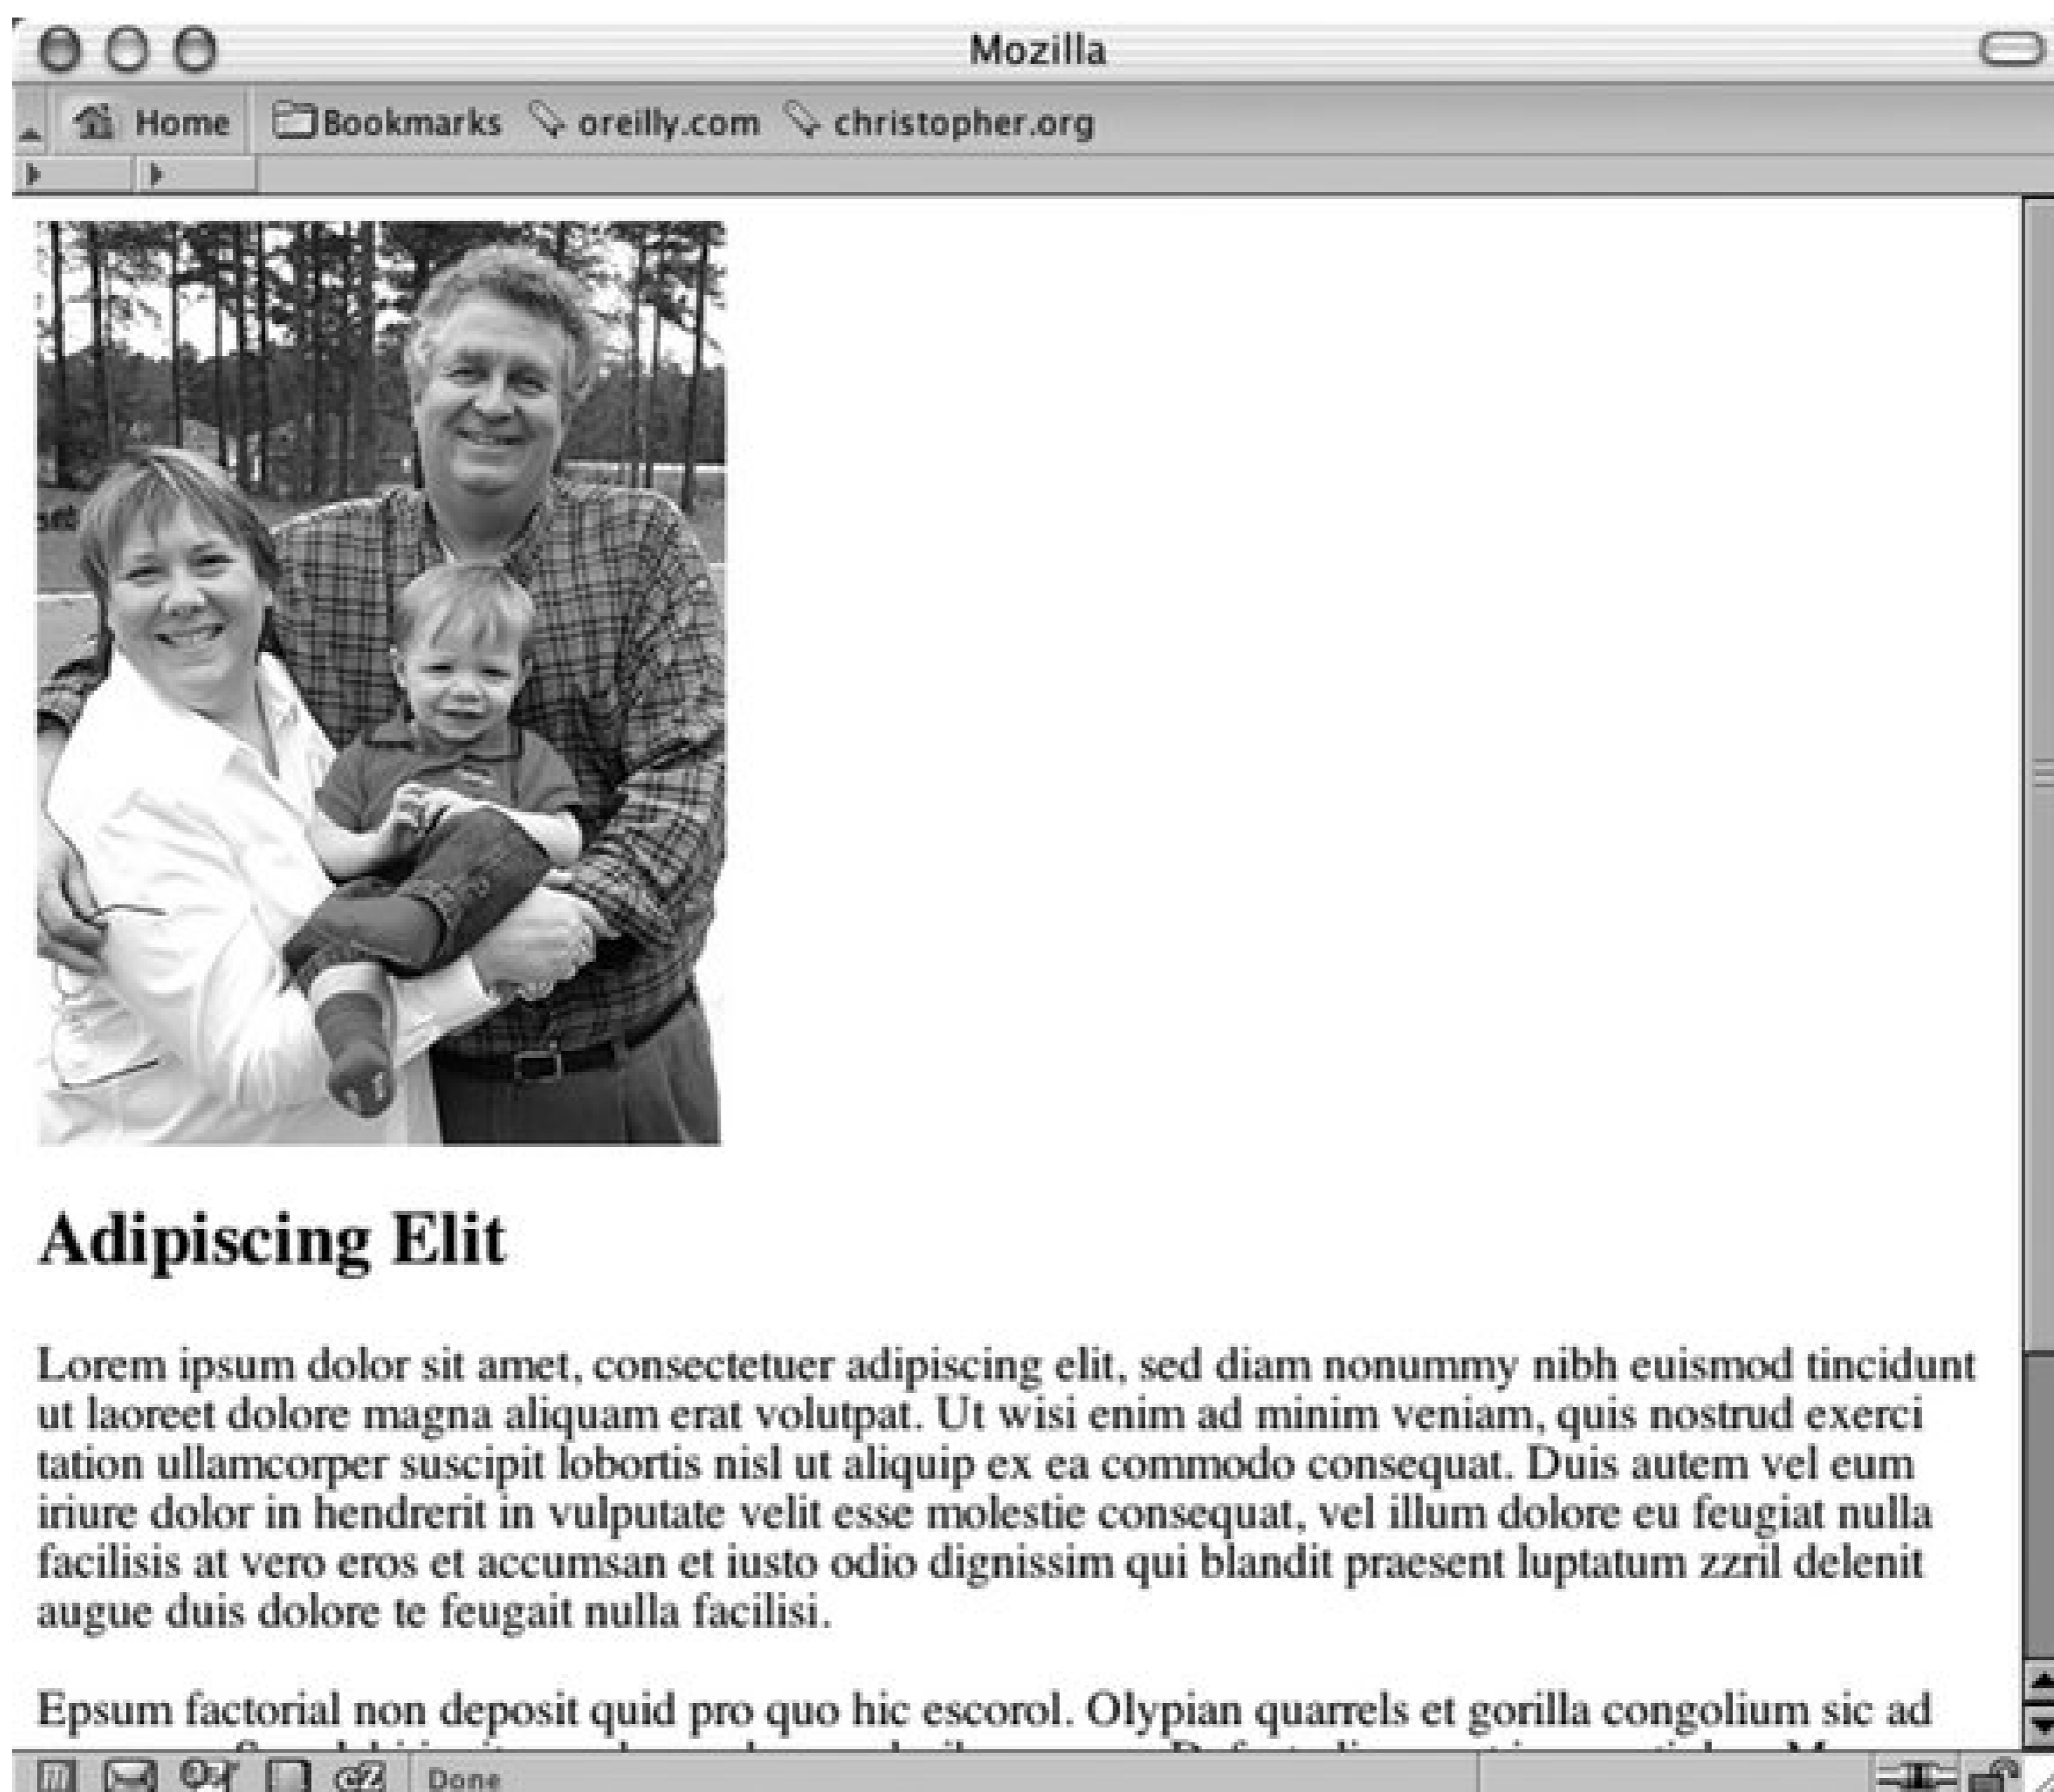 Mozilla
Home Bookmarks oreilly.com christopher.org
Adipiscing Elit
Lorem ipsum dolor sit amet, consectetuer adipiscing elit, sed diam nonummy nibh euismod tincidunt
ut laoreet dolore magna aliquam erat volutpat. Ut wisi enim ad minim veniam, quis nostrud exerci
tation ullamcorper suscipit lobortis nisl ut aliquip ex ea commodo consequat. Duis autem vel eum
iriure dolor in hendrerit in vulputate velit esse molestie consequat, vel illum dolore eu feugiat nulla
facilisis at vero eros et accumsan et iusto odio dignissim qui blandit praesent luptatum zzril delenit
augue duis dolore te feugait nulla facilisi.
Epsum factorial non deposit quid pro quo hic escorol. Olypian quarrels et gorilla congolium sic ad
Done